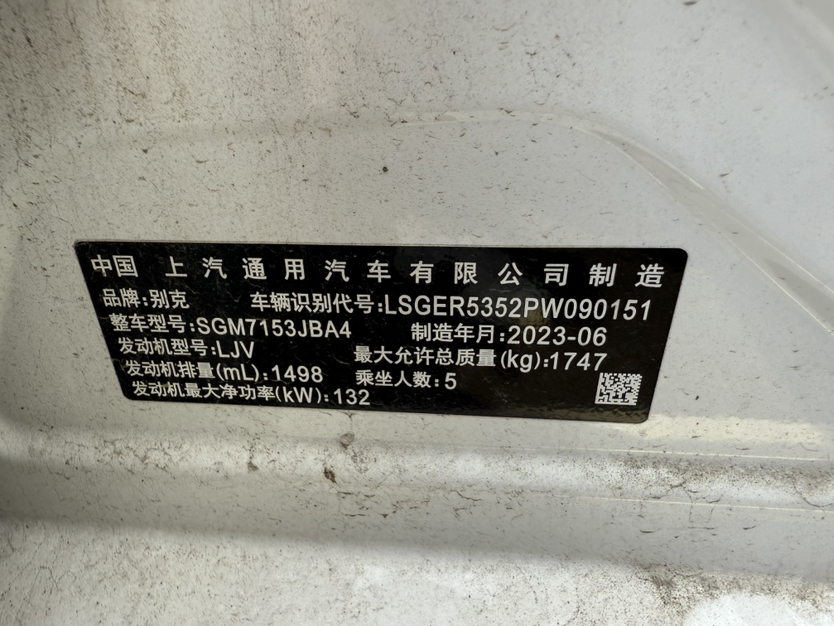 中国 上汽通用汽车有限公司制造
品牌:别克 车辆识别代号:LSGER5352PW090151
整车型号:SGM7153JBA4 制造年月:2023-06
发动机型号:LJV 最大允许总质量(kg):1747
发动机排量(mL):1498 乘坐人数:5
发动机最大净功率(kW):132